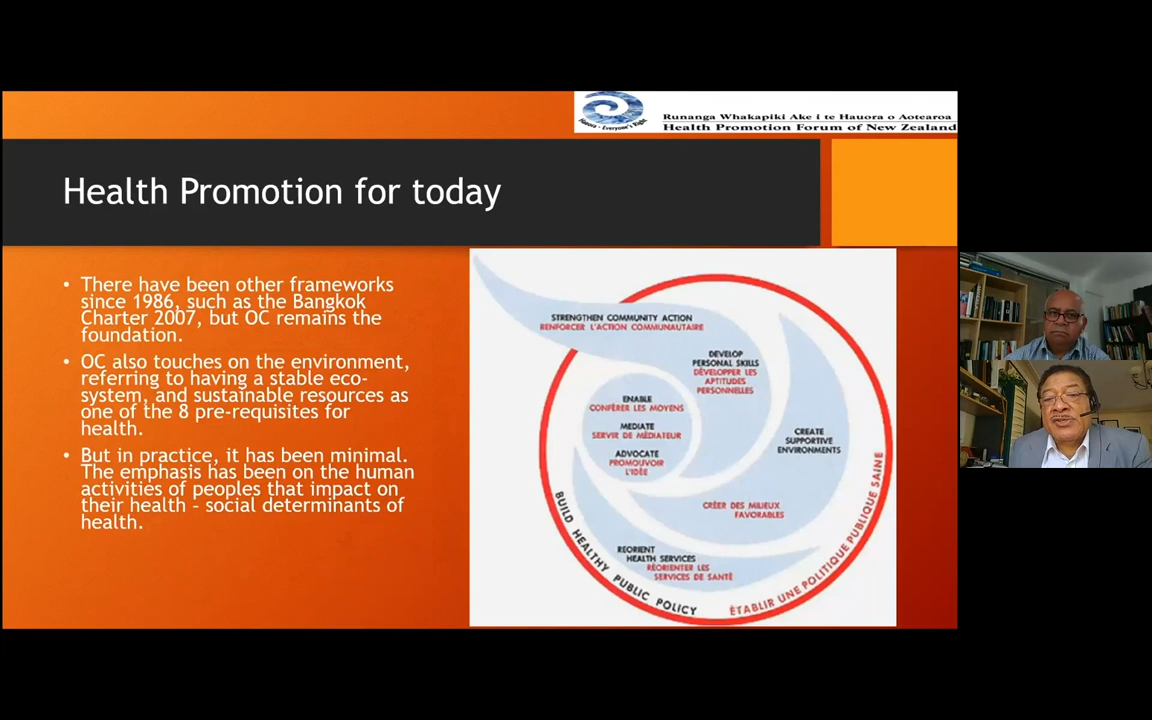 Hauora - Everyone's Right
Runanga Whakapiki Ake i te Hauora o Aotearoa
Health Promotion Forum of New Zealand
Health Promotion for today
• There have been other frameworks
since 1986, such as the Bangkok
Charter 2007, but OC remains the
foundation.
• OC also touches on the environment,
referring to having a stable eco-
system, and sustainable resources as
one of the 8 pre-requisites for
health.
• But in practice, it has been minimal.
The emphasis has been on the human
activities of peoples that impact on
their health – social determinants of
health.
STRENGTHEN COMMUNITY ACTION
RENFORCER L'ACTION COMMUNAUTAIRE
DEVELOP
PERSONAL SKILLS
DÉVELOPPER LES
APTITUDES
PERSONNELLES
ENABLE
CONFÉRER LES MOYENS
MEDIATE
SERVIR DE MÉDIATEUR
ADVOCATE
PROMOUVOIR
L'IDÉE
CREATE
SUPPORTIVE
ENVIRONMENTS
CRÉER DES MILIEUX
FAVORABLES
REORIENT
HEALTH SERVICES
RÉORIENTER LES
SERVICES DE SANTÉ
BUILD HEALTHY PUBLIC POLICY
ÉTABLIR UNE POLITIQUE PUBLIQUE SAINE